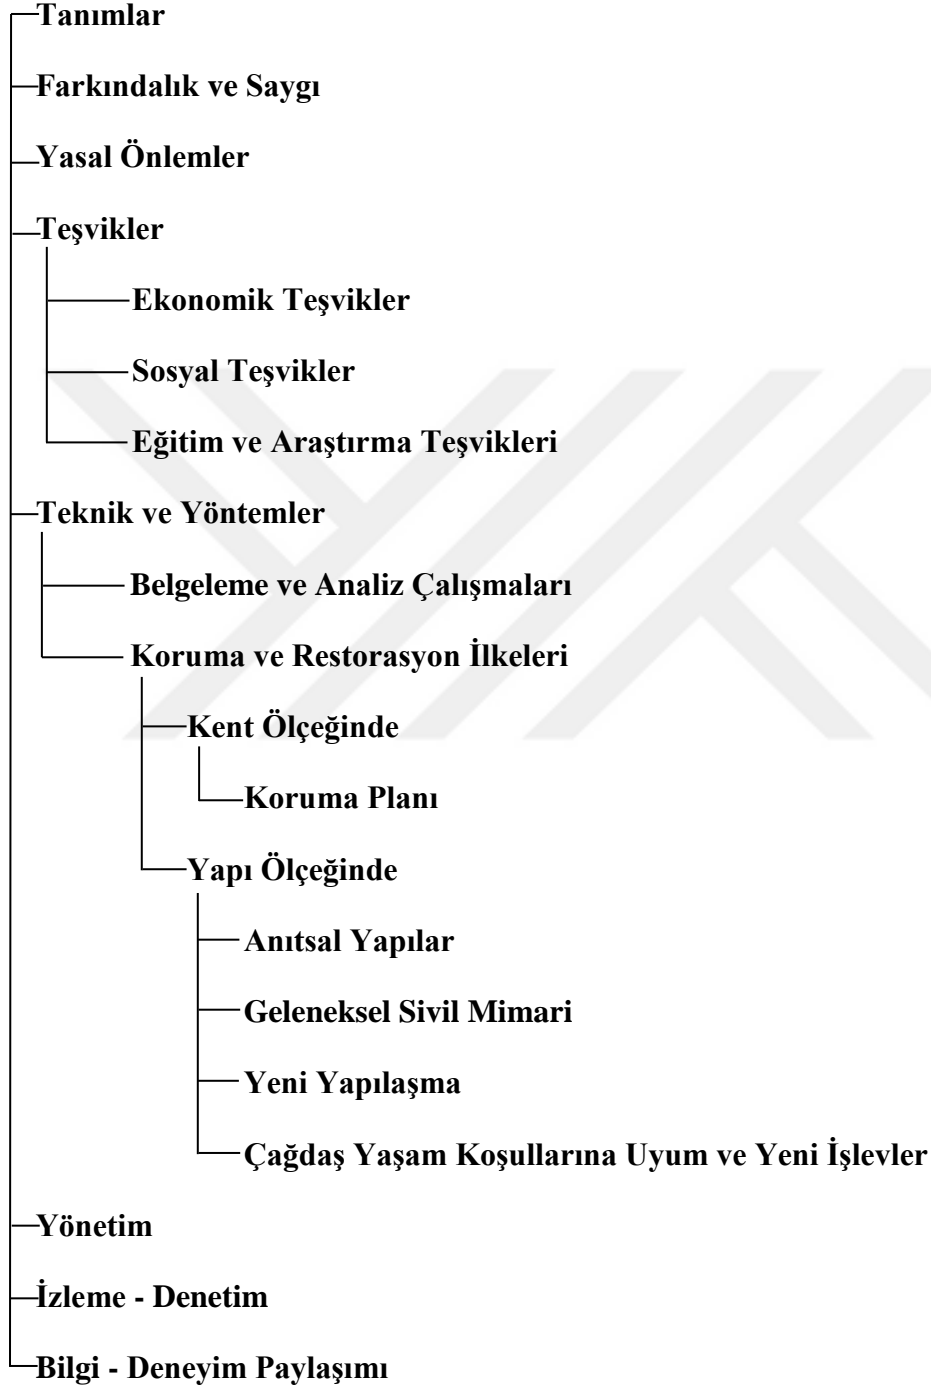 Tanımlar
Farkındalık ve Saygı
Yasal Önlemler
Teşvikler
Ekonomik Teşvikler
Sosyal Teşvikler
Eğitim ve Araştırma Teşvikleri
Teknik ve Yöntemler
Belgeleme ve Analiz Çalışmaları
Koruma ve Restorasyon İlkeleri
Kent Ölçeğinde
Koruma Planı
Yapı Ölçeğinde
Anıtsal Yapılar
Geleneksel Sivil Mimari
Yeni Yapılaşma
Çağdaş Yaşam Koşullarına Uyum ve Yeni İşlevler
Yönetim
İzleme - Denetim
Bilgi - Deneyim Paylaşımı